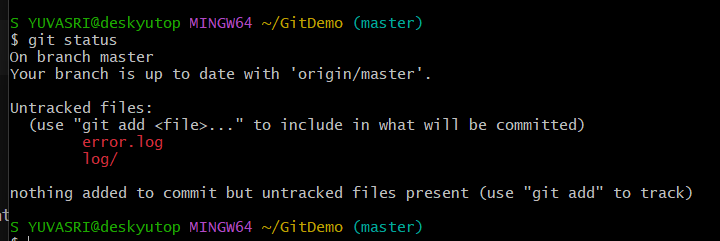 S YUVASRI@deskyutop MINGW64 ~/GitDemo (master)
$ git status
On branch master
Your branch is up to date with 'origin/master'.
Untracked files:
(use "git add <file>..." to include in what will be committed)
error.log
log/
nothing added to commit but untracked files present (use "git add" to track)
S YUVASRI@deskyutop MINGW64 ~/GitDemo (master)